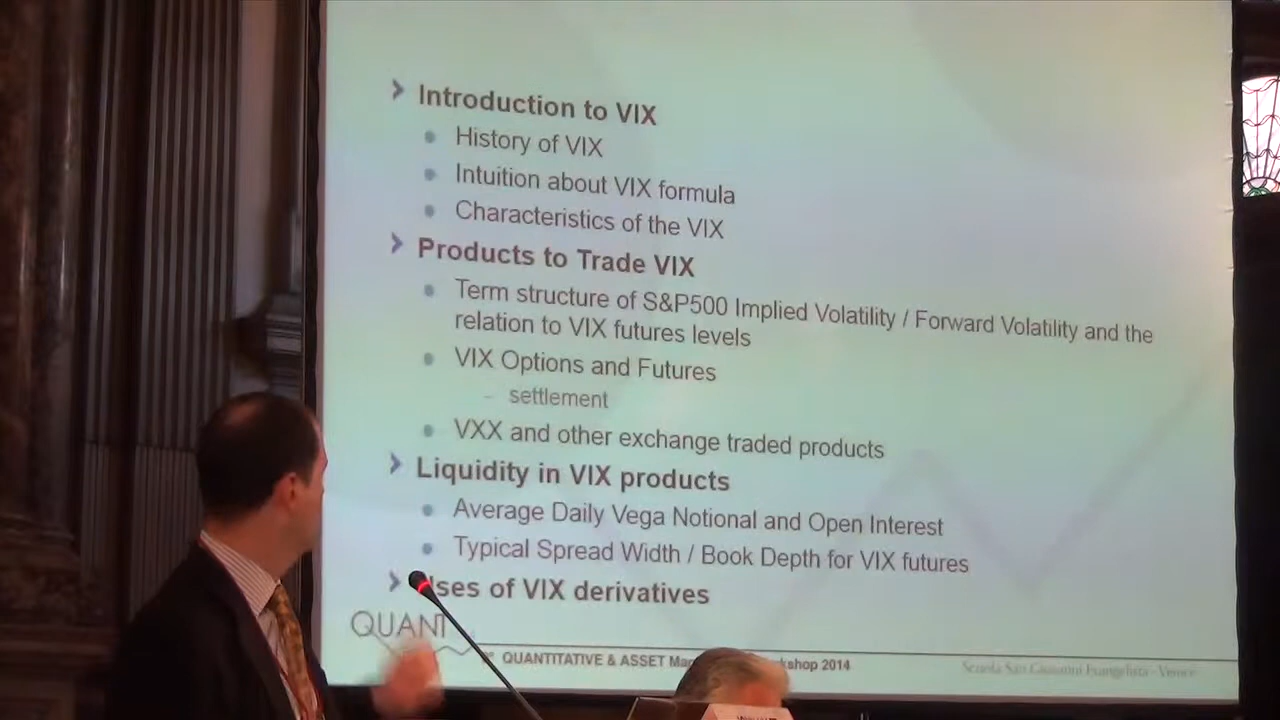 Introduction to VIX
History of VIX
Intuition about VIX formula
Characteristics of the VIX
Products to Trade VIX
Term structure of S&P500 Implied Volatility / Forward Volatility and the
relation to VIX futures levels
VIX Options and Futures
settlement
VXX and other exchange traded products
Liquidity in VIX products
Average Daily Vega Notional and Open Interest
Typical Spread Width / Book Depth for VIX futures
Uses of VIX derivatives
QUANT
QUANTITATIVE & ASSET 2014
Scuola San Giovanni Evangelista - Venice